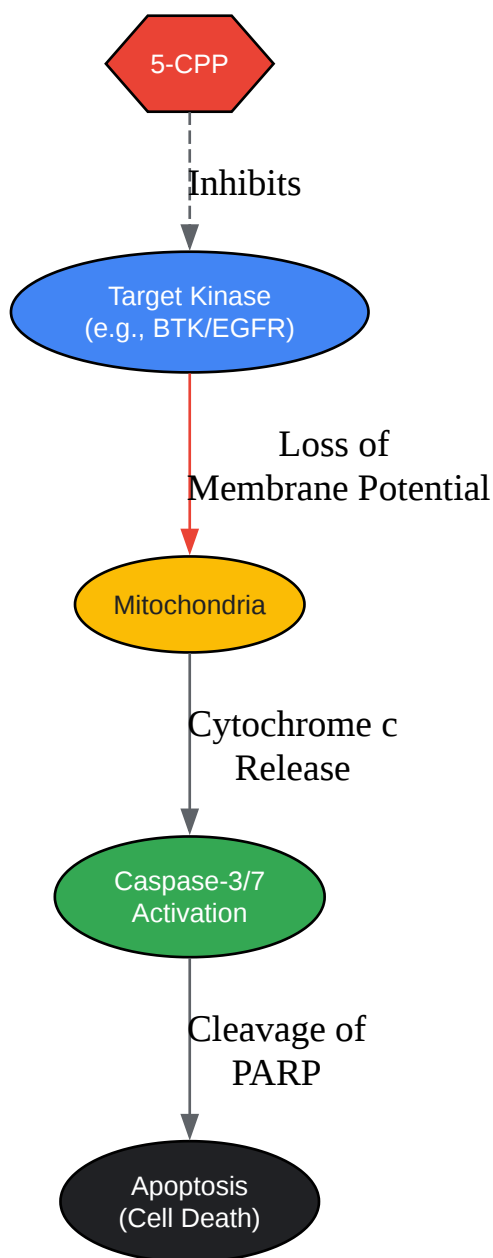 5-CPP
Inhibits
Target Kinase
(e.g., BTK/EGFR)
Loss of
Membrane Potential
Mitochondria
Cytochrome c
Release
Caspase-3/7
Activation
Cleavage of
PARP
Apoptosis
(Cell Death)